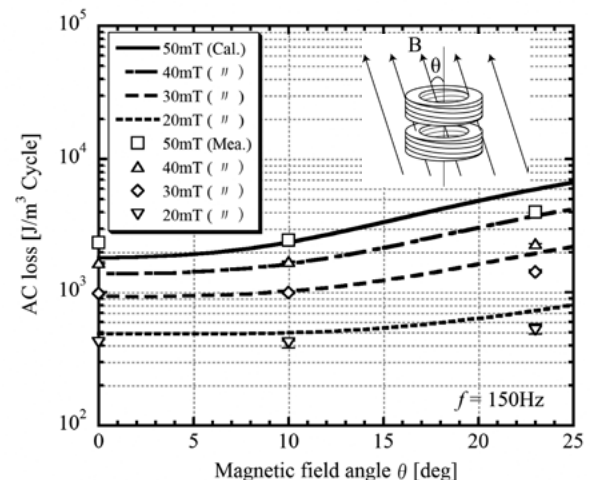 10^5
10^4
10^3
10^2
AC loss [J/m^3 Cycle]
50mT (Cal.)
40mT ( 〃 )
30mT ( 〃 )
20mT ( 〃 )
50mT (Mea.)
40mT ( 〃 )
30mT ( 〃 )
20mT ( 〃 )
B
θ
f = 150Hz
0 5 10 15 20 25
Magnetic field angle θ [deg]